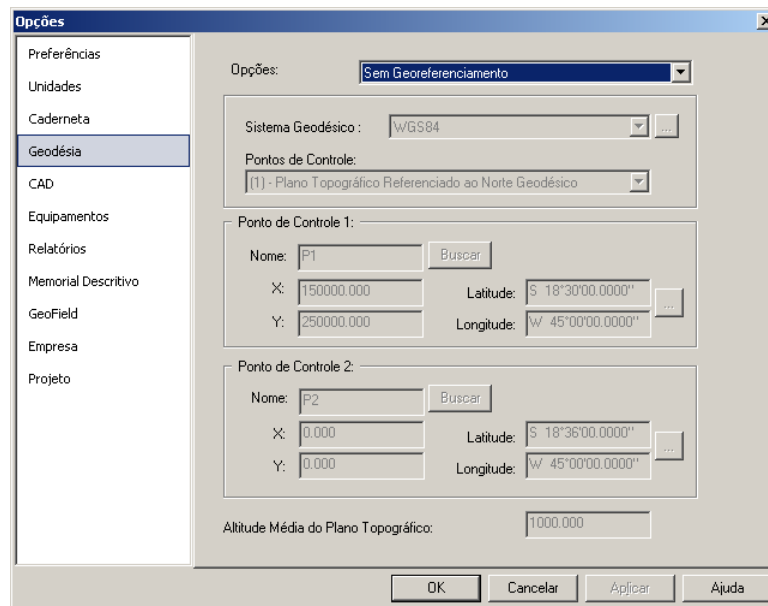 Opções
Preferências
Unidades
Caderneta
Geodésia
CAD
Equipamentos
Relatórios
Memorial Descritivo
GeoField
Empresa
Projeto
Opções: Sem Georeferenciamento
Sistema Geodésico : WGS84 ...
Pontos de Controle:
(1) - Plano Topográfico Referenciado ao Norte Geodésico
Ponto de Controle 1:
Nome: P1 Buscar
X: 150000.000 Latitude: S 18°30'00.0000"
...
Y: 250000.000 Longitude: W 45°00'00.0000"
Ponto de Controle 2:
Nome: P2 Buscar
X: 0.000 Latitude: S 18°36'00.0000"
...
Y: 0.000 Longitude: W 45°00'00.0000"
Altitude Média do Plano Topográfico: 1000.000
OK Cancelar Aplicar Ajuda